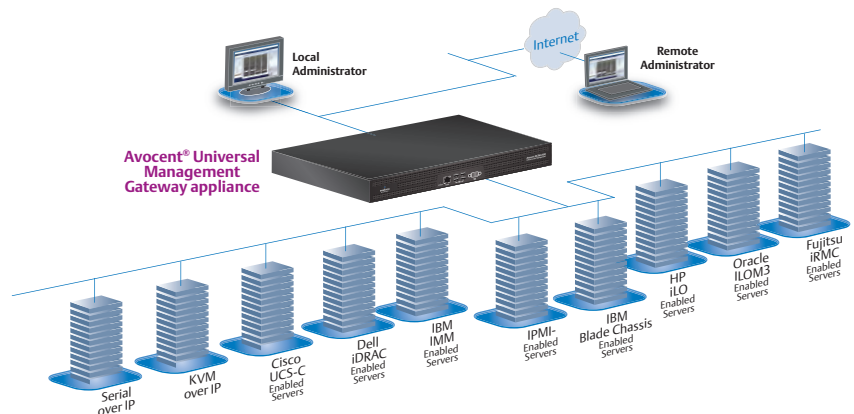 Internet
Local
Administrator
Remote
Administrator
Avocent® Universal
Management
Gateway appliance
Serial
over IP
KVM
over IP
Cisco
UCS-C
Enabled
Servers
Dell
iDRAC
Enabled
Servers
IBM
IMM
Enabled
Servers
IPMI-
Enabled
Servers
IBM
Blade Chassis
Enabled
Servers
HP
iLO
Enabled
Servers
Oracle
ILOM3
Enabled
Servers
Fujitsu
iRMC
Enabled
Servers